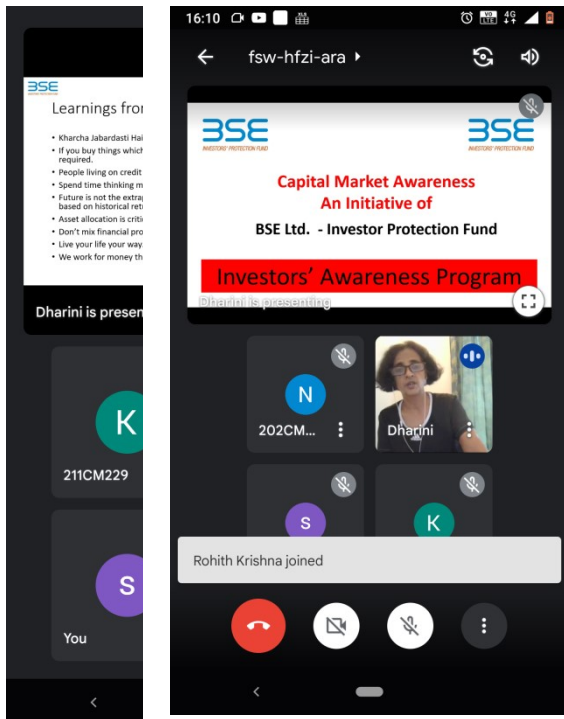 BSE
Learnings fron
• Kharcha Jabardasti Hai
• If you buy things which
required.
• People living on credit
• Spend time thinking m
• Future is not the extrap
based on historical retu
• Asset allocation is critic
• Don't mix financial pro
• Live your life your way
• We work for money th
Dharini is presen
K
211CM229
S
You
16:10
VO LTE 4G
fsw-hfzi-ara
BSE BSE
INVESTORS' PROTECTION FUND INVESTORS' PROTECTION FUND
Capital Market Awareness
An Initiative of
BSE Ltd. - Investor Protection Fund
Investors' Awareness Program
Dharini is presenting
N
202CM...
Dharini
S
K
Rohith Krishna joined